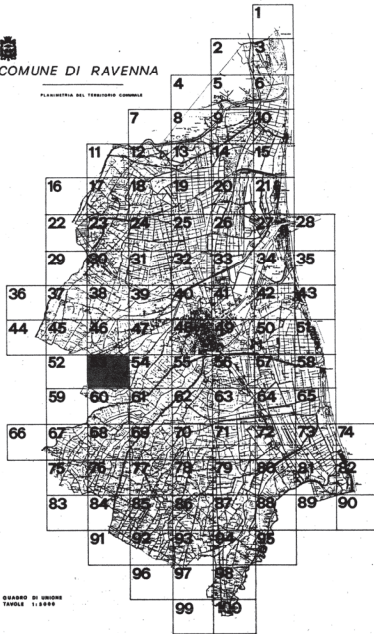 1
2 3
COMUNE DI RAVENNA
PLANIMETRIA DEL TERRITORIO COMUNALE
4 5 6
7 8 9 10
11 12 13 14 15
16 17 18 19 20 21
22 23 24 25 26 27 28
29 30 31 32 33 34 35
36 37 38 39 40 41 42 43
44 45 46 47 48 49 50 51
52 54 55 56 57 58
59 60 61 62 63 64 65
66 67 68 69 70 71 72 73 74
75 76 77 78 79 80 81 82
83 84 85 86 87 88 89 90
91 92 93 94 95
96 97 98
QUADRO DI UNIONE
TAVOLE 1:5000
99 100